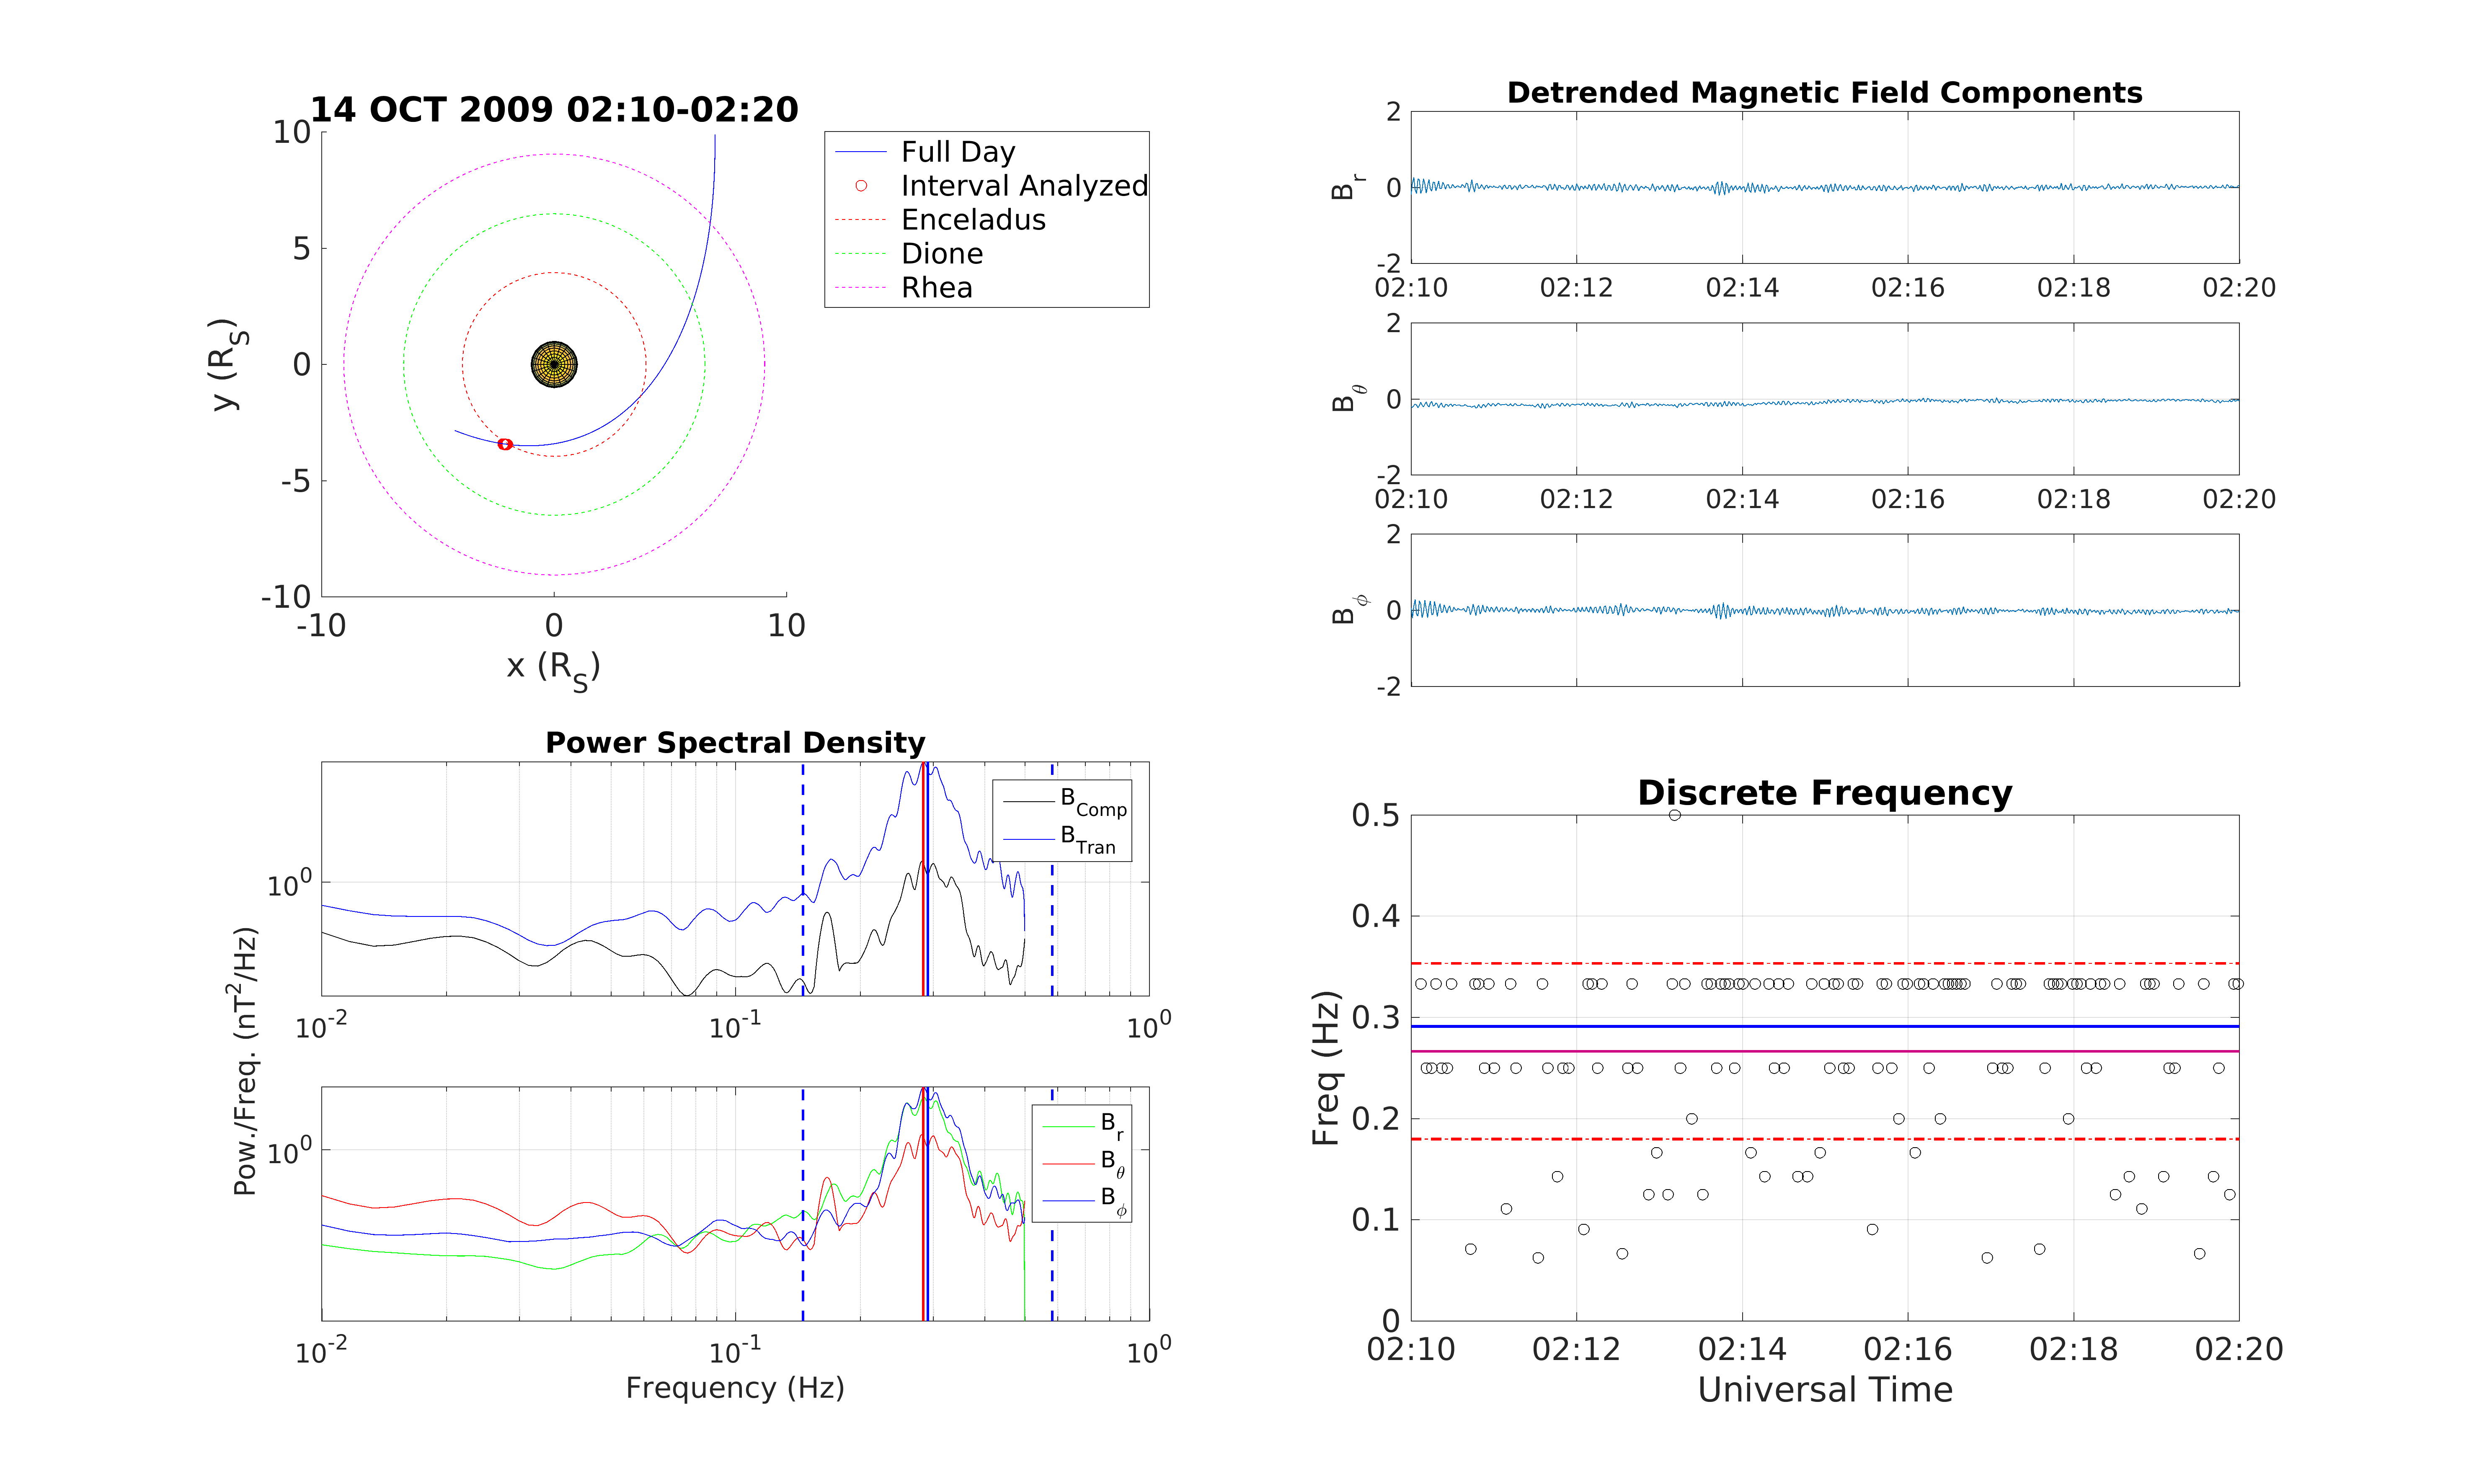 14 OCT 2009 02:10-02:20
10
5
0
-5
-10
-10
0
10
y (R_S)
x (R_S)
Full Day
Interval Analyzed
Enceladus
Dione
Rhea
Detrended Magnetic Field Components
2
0
-2
B_r
02:10
02:12
02:14
02:16
02:18
02:20
2
0
-2
B_θ
02:10
02:12
02:14
02:16
02:18
02:20
2
0
-2
B_ϕ
Power Spectral Density
10^0
B_Comp
B_Tran
10^-2
10^-1
10^0
Pow./Freq. (nT^2/Hz)
10^0
B_r
B_θ
B_ϕ
10^-2
10^-1
10^0
Frequency (Hz)
Discrete Frequency
0.5
0.4
0.3
0.2
0.1
0
Freq (Hz)
02:10
02:12
02:14
02:16
02:18
02:20
Universal Time